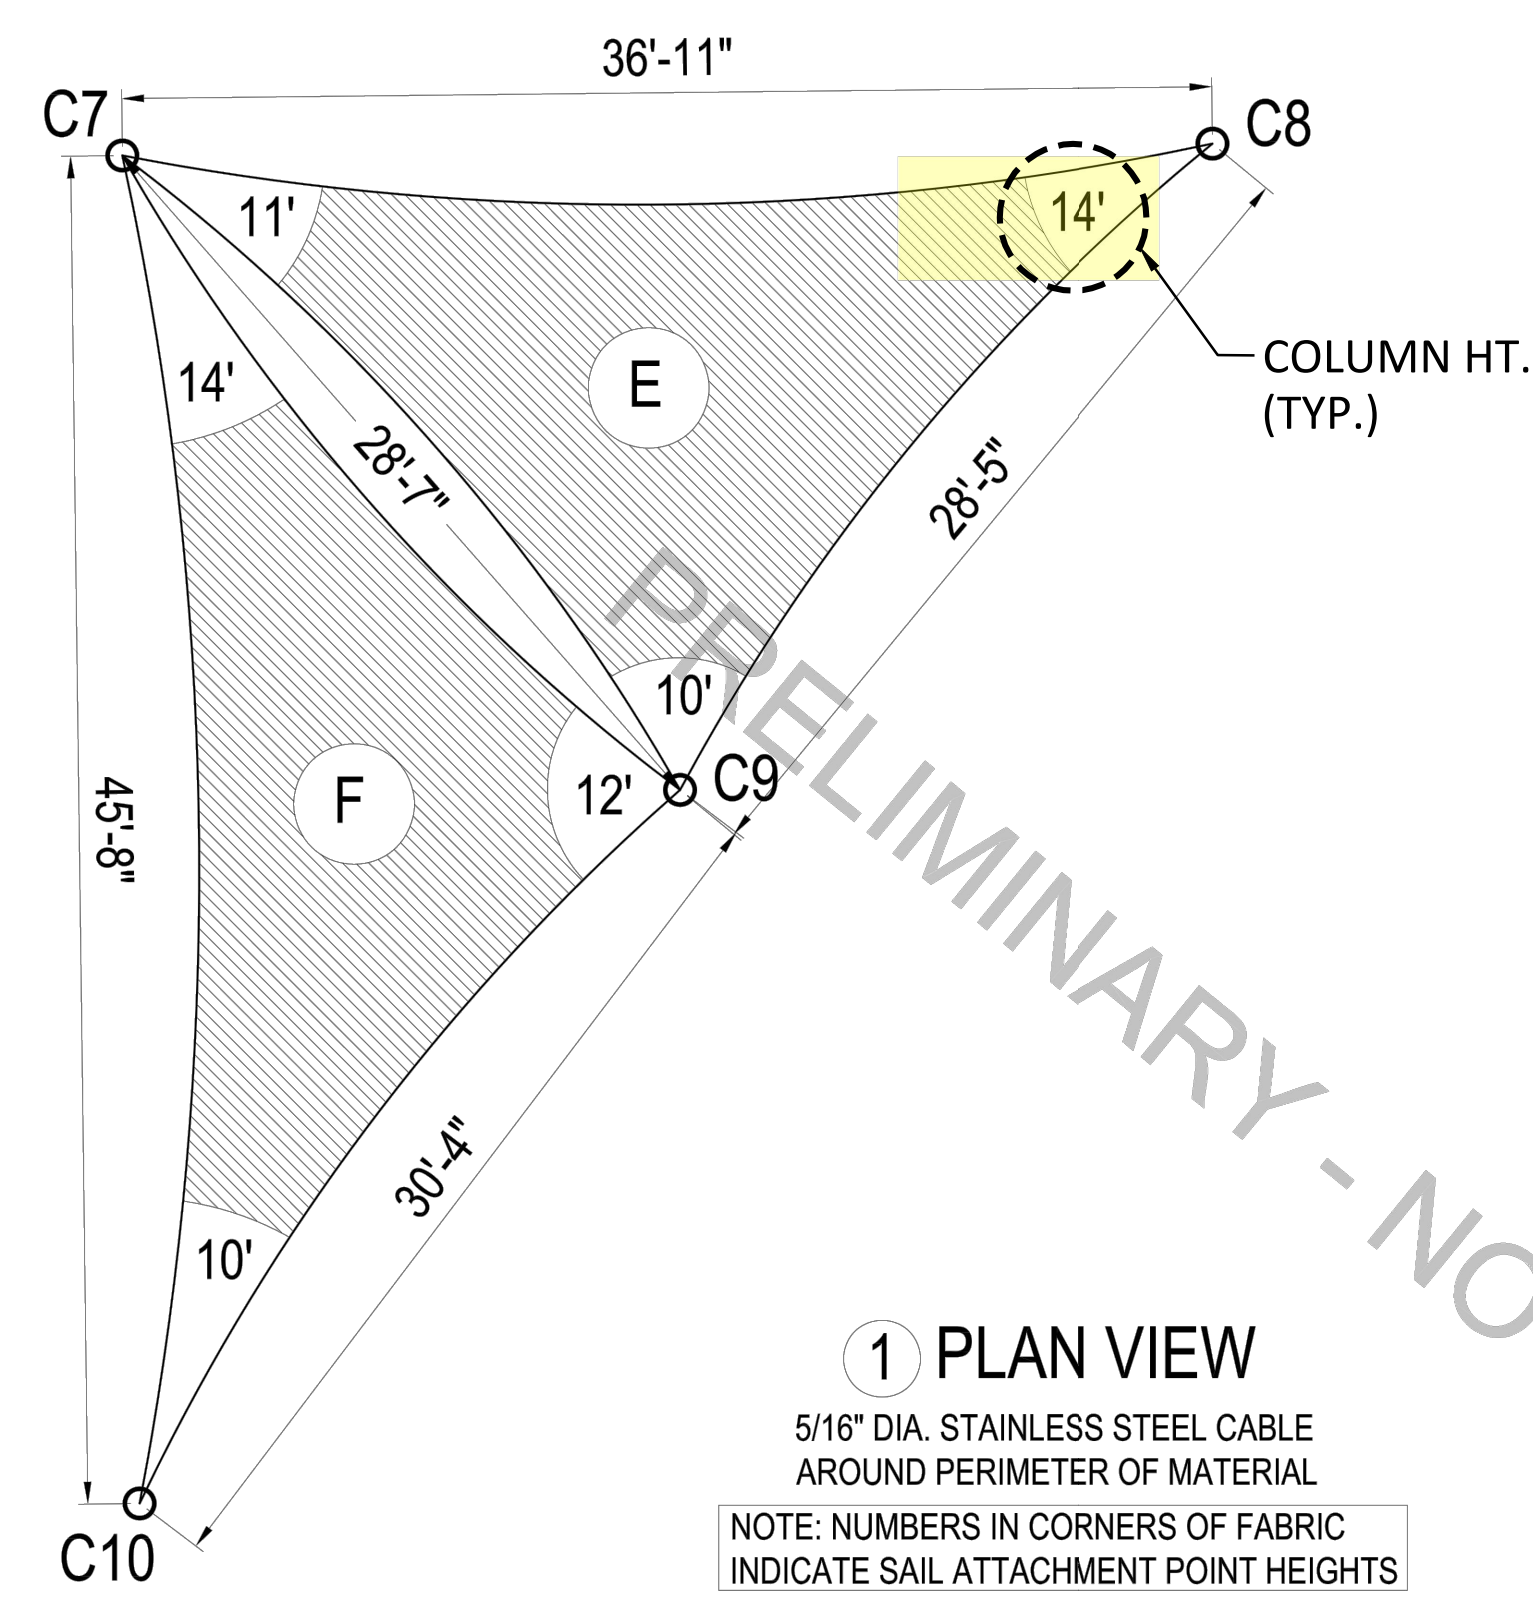 36'-11"
C7
C8
11'
14'
COLUMN HT.
(TYP.)
14'
E
28'-7"
28'-5"
10'
C9
12'
F
45'-8"
PRELIMINARY - NO
30'-4"
10'
1 PLAN VIEW
5/16" DIA. STAINLESS STEEL CABLE
AROUND PERIMETER OF MATERIAL
NOTE: NUMBERS IN CORNERS OF FABRIC
INDICATE SAIL ATTACHMENT POINT HEIGHTS
C10